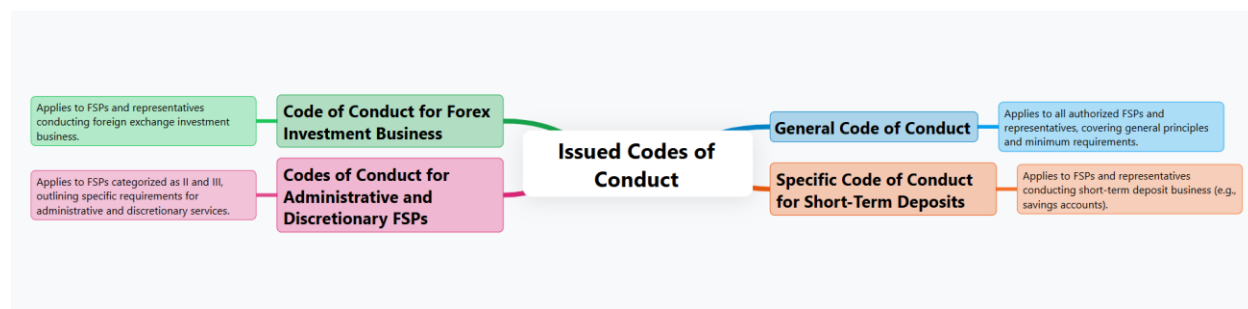 Issued Codes of
Conduct
General Code of Conduct
Applies to all authorized FSPs and
representatives, covering general principles
and minimum requirements.
Specific Code of Conduct
for Short-Term Deposits
Applies to FSPs and representatives
conducting short-term deposit business (e.g.,
savings accounts).
Code of Conduct for Forex
Investment Business
Applies to FSPs and representatives
conducting foreign exchange investment
business.
Codes of Conduct for
Administrative and
Discretionary FSPs
Applies to FSPs categorized as II and III,
outlining specific requirements for
administrative and discretionary services.